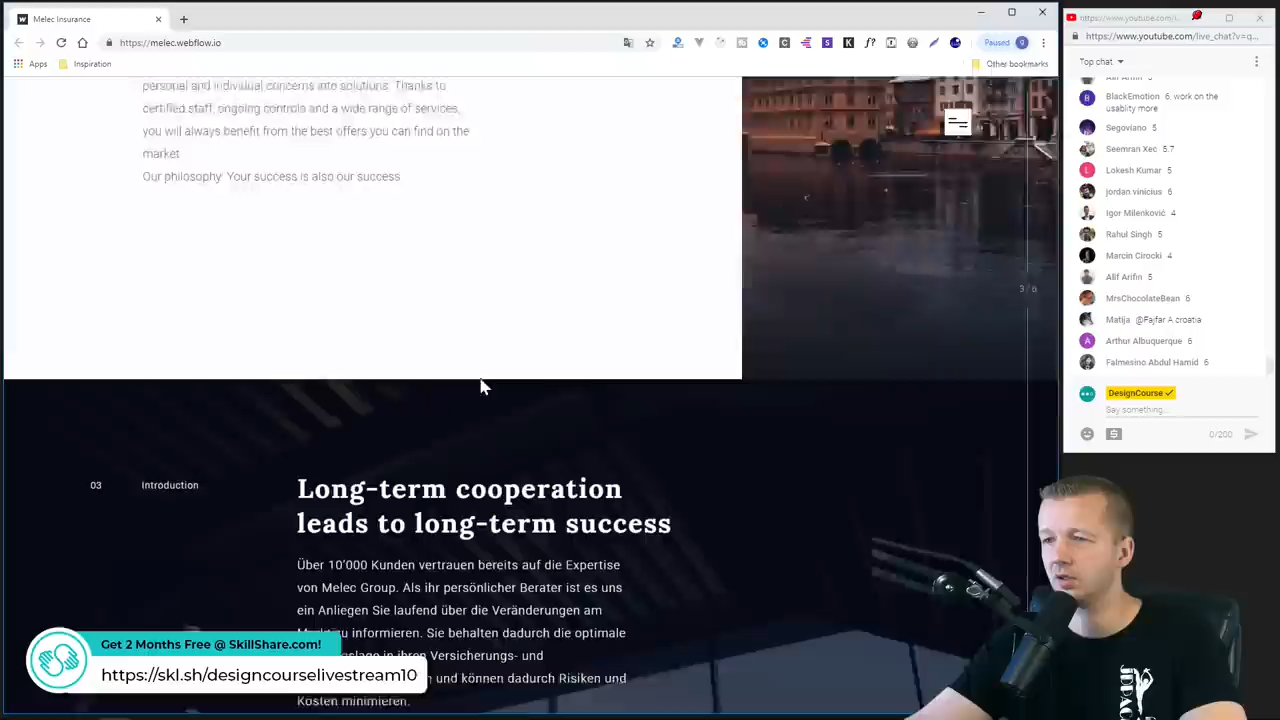 Melec Insurance
https://www.youtube.com/l...
https://melec.webflow.io
Paused
https://www.youtube.com/live_chat?v=q...
Apps
Inspiration
Other bookmarks
Top chat
personal and individual concerns into solutions. Thanks to
certified staff, ongoing controls and a wide range of services,
you will always benefit from the best offers you can find on the
market
Our philosophy: Your success is also our success
3 / 6
BlackEmotion 6, work on the
usablity more
Segoviano 5
Seemran Xec 5.7
Lokesh Kumar 5
jordan vinicius 6
Igor Milenković 4
Rahul Singh 5
Marcin Cirocki 4
Alif Arifin 5
MrsChocolateBean 6
Matija @Fajfar A croatia
Arthur Albuquerque 6
Falmesino Abdul Hamid 6
DesignCourse
Say something...
0/200
03 Introduction
Long-term cooperation
leads to long-term success
Über 10'000 Kunden vertrauen bereits auf die Expertise
von Melec Group. Als ihr persönlicher Berater ist es uns
ein Anliegen Sie laufend über die Veränderungen am
zu informieren. Sie behalten dadurch die optimale
in ihren Versicherungs- und
n und können dadurch Risiken und
Kosten minimieren.
Get 2 Months Free @ SkillShare.com!
https://skl.sh/designcourselivestream10